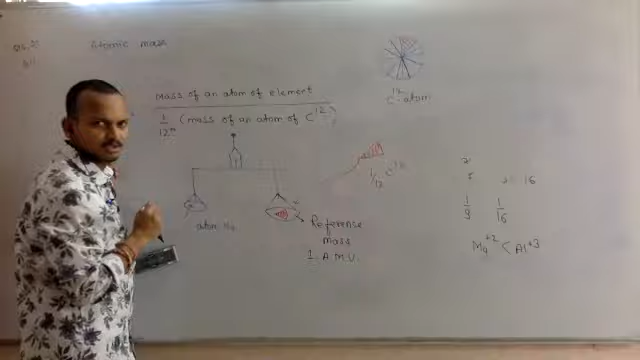 atomic mass
mass of an atom of element
1/12th (mass of an atom of C12)
C12-atom
1/12 C12
atom
Reference
mass
1 A.M.U.
16
1/16
Mg+2 < Al+3